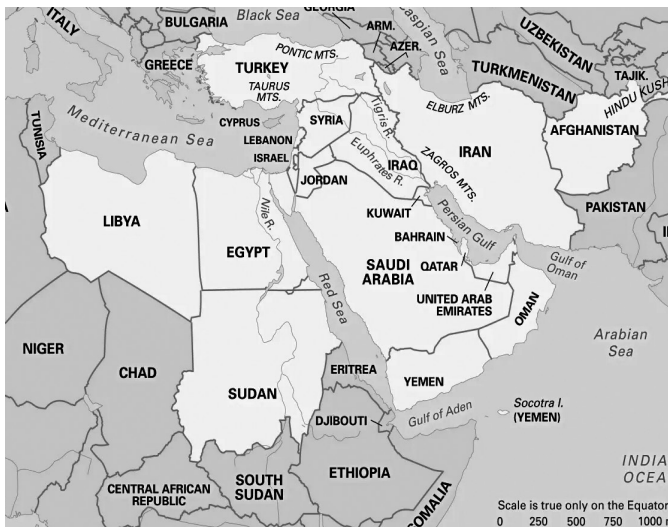 GEORGIA
Black Sea
Caspian Sea
ITALY
BULGARIA
ARM.
UZBEKISTAN
AZER.
PONTIC MTS.
GREECE
TURKEY
TURKMENISTAN
TAJIK.
TAURUS
MTS.
ELBURZ MTS.
HINDU KUSH
Tigris R.
Mediterranean Sea
CYPRUS
SYRIA
AFGHANISTAN
TUNISIA
LEBANON
IRAN
ISRAEL
Euphrates R.
IRAQ
ZAGROS MTS.
JORDAN
PAKISTAN
KUWAIT
LIBYA
Nile R.
Persian Gulf
BAHRAIN
EGYPT
Gulf of
Oman
SAUDI
ARABIA
QATAR
Red Sea
UNITED ARAB
EMIRATES
OMAN
Arabian
Sea
NIGER
CHAD
ERITREA
YEMEN
SUDAN
Socotra I.
(YEMEN)
Gulf of Aden
DJIBOUTI
INDIA
OCEA
ETHIOPIA
SOUTH
SUDAN
CENTRAL AFRICAN
REPUBLIC
SOMALIA
Scale is true only on the Equato
0 250 500 750 1000